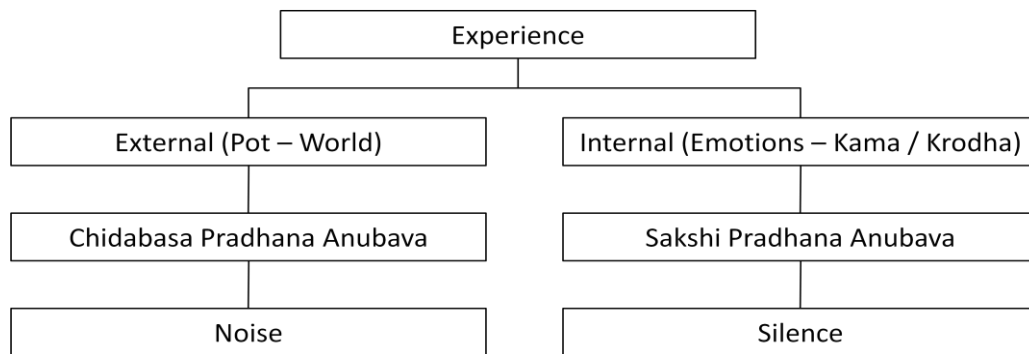 Experience
External (Pot – World)
Internal (Emotions – Kama / Krodha)
Chidabasa Pradhana Anubava
Sakshi Pradhana Anubava
Noise
Silence